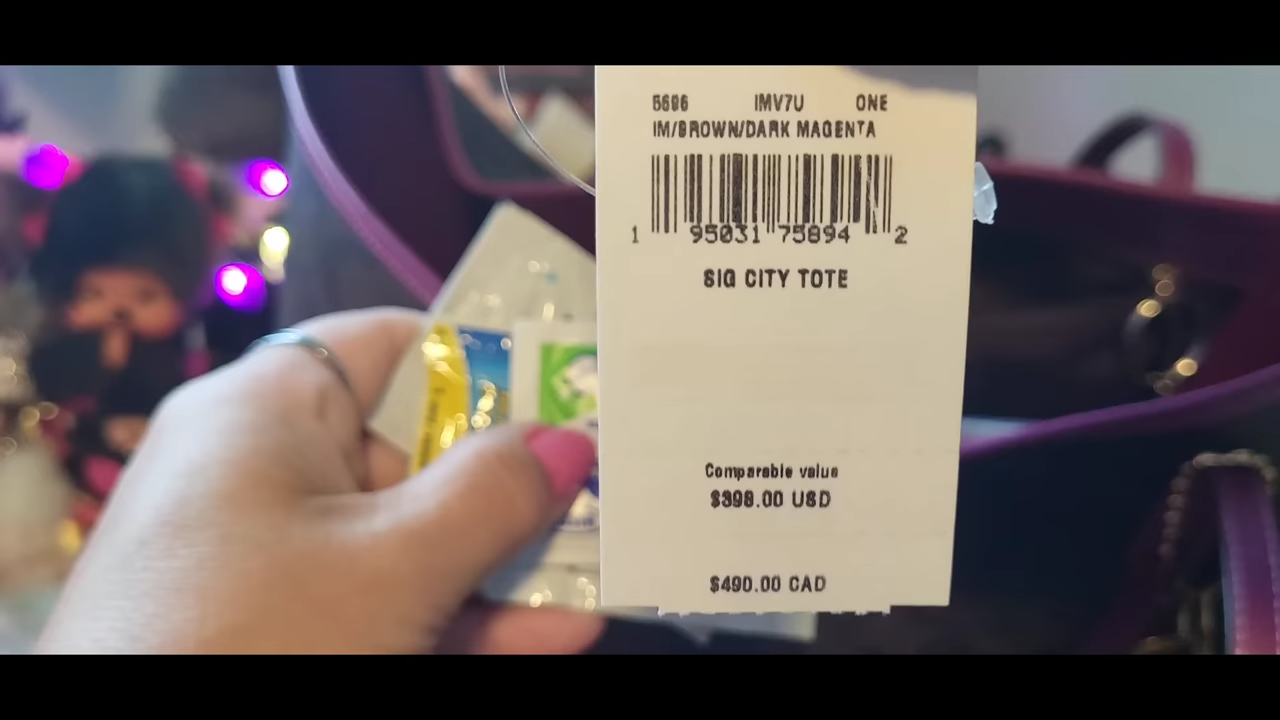 5696 IMV7U ONE
IM/BROWN/DARK MAGENTA
1 95031 75894 2
SIG CITY TOTE
Comparable value
$398.00 USD
$490.00 CAD